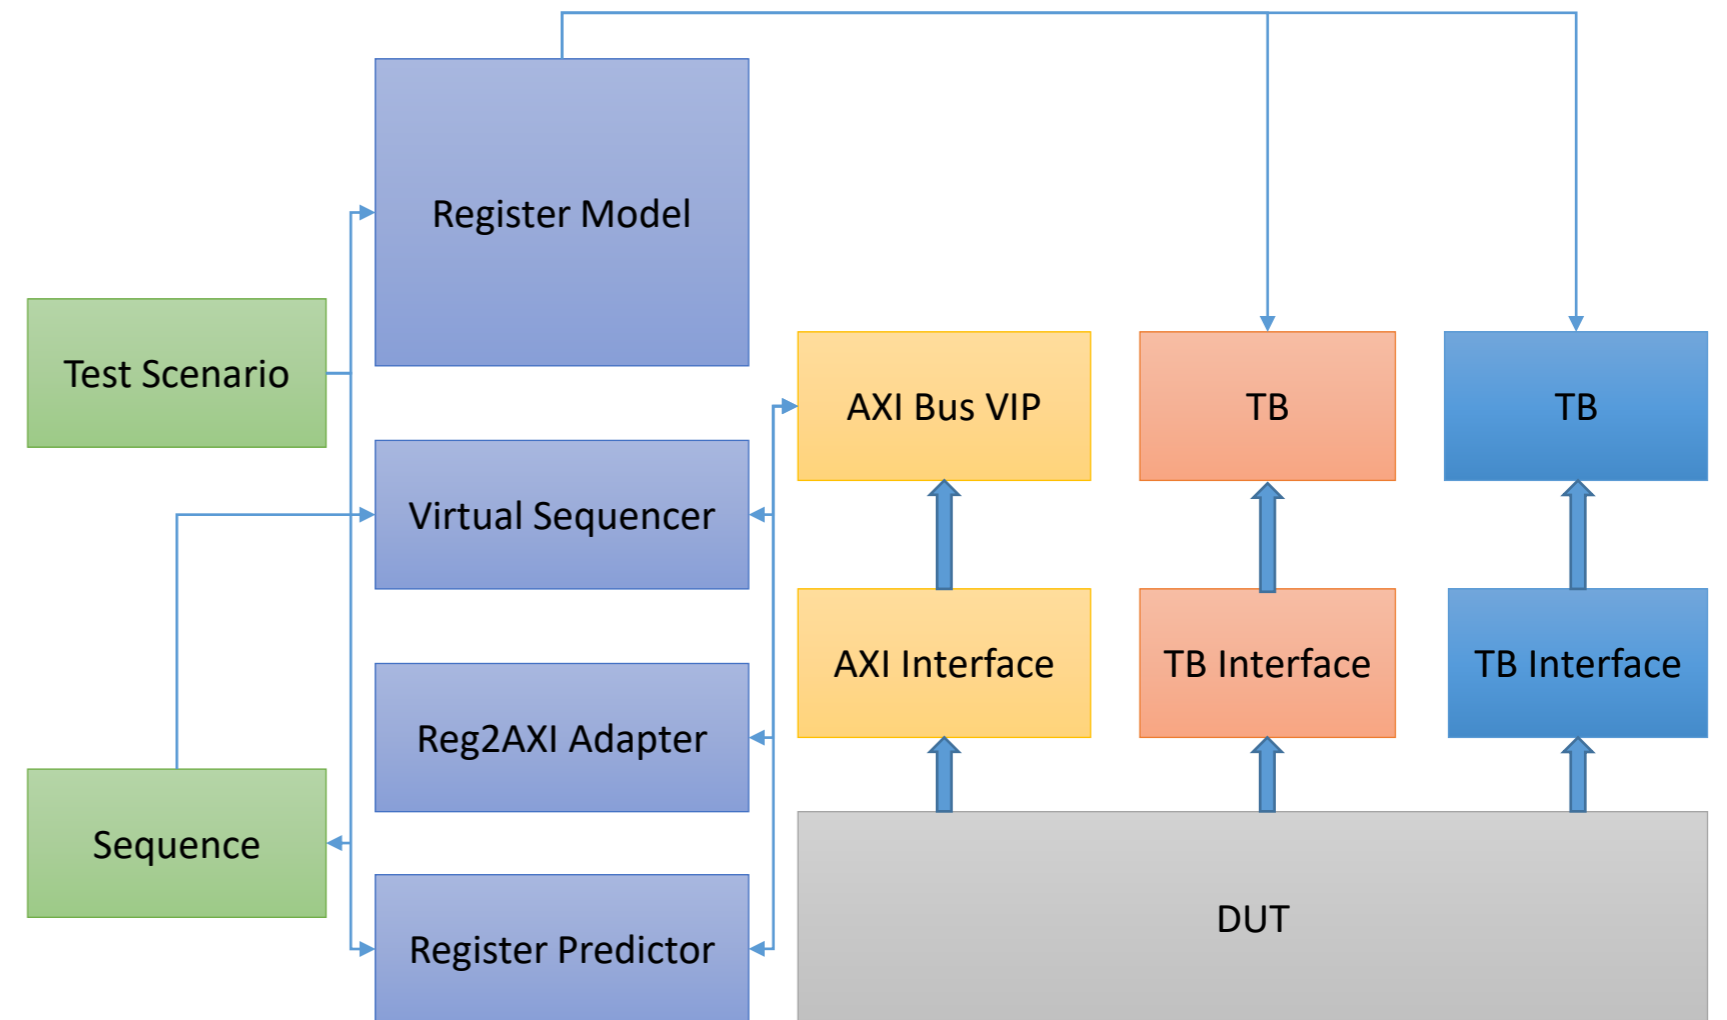 Register Model
Test Scenario
AXI Bus VIP
TB
TB
Virtual Sequencer
AXI Interface
TB Interface
TB Interface
Reg2AXI Adapter
Sequence
DUT
Register Predictor